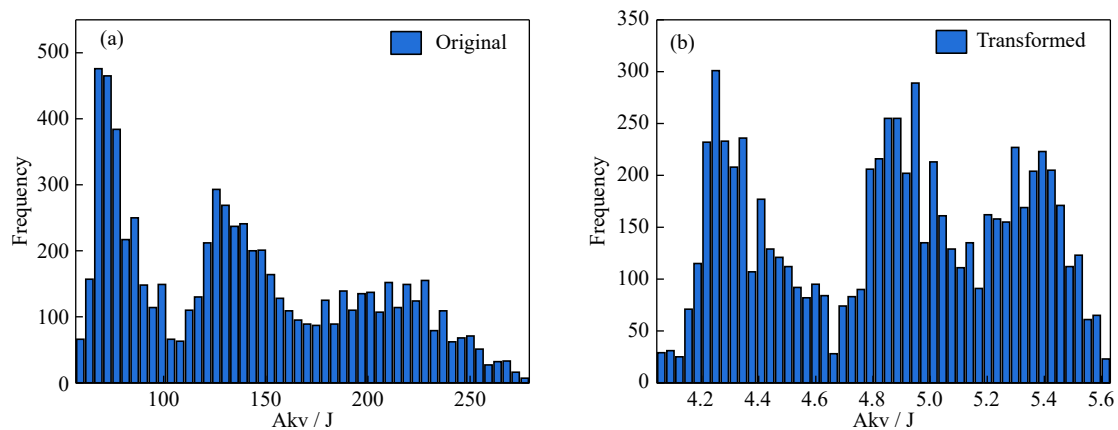 (a)
Original
500
400
300
200
100
0
Frequency
100 150 200 250
Akv / J
(b)
Transformed
350
300
250
200
150
100
50
0
Frequency
4.2 4.4 4.6 4.8 5.0 5.2 5.4 5.6
Akv / J